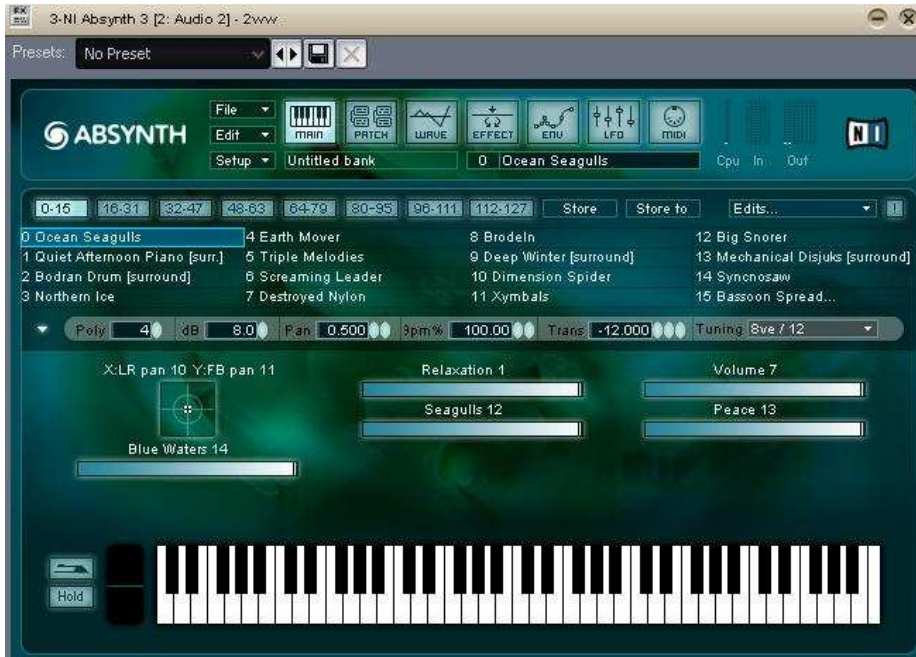 FX 3-NI Absynth 3 [2: Audio 2] - 2ww
Presets: No Preset
ABSYNTH File Edit Setup MAIN PATCH WAVE EFFECT ENV LFO MIDI NI
Untitled bank 0 Ocean Seagulls Cpu In Out
0-15 16-31 32-47 48-63 64-79 80-95 96-111 112-127 Store Store to Edits... !
0 Ocean Seagulls 4 Earth Mover 8 Brodeln 12 Big Snorer
1 Quiet Afternoon Piano [surr.] 5 Triple Melodies 9 Deep Winter [surround] 13 Mechanical Disjuks [surround]
2 Bodran Drum [surround] 6 Screaming Leader 10 Dimension Spider 14 Syncnosaw
3 Northern Ice 7 Destroyed Nylon 11 Xymbals 15 Bassoon Spread...
Poly 4 dB 8.0 Pan 0.500 Bpm% 100.00 Trans -12.000 Tuning 8ve / 12
X:LR pan 10 Y:FB pan 11 Relaxation 1 Volume 7
Seagulls 12 Peace 13
Blue Waters 14
Hold